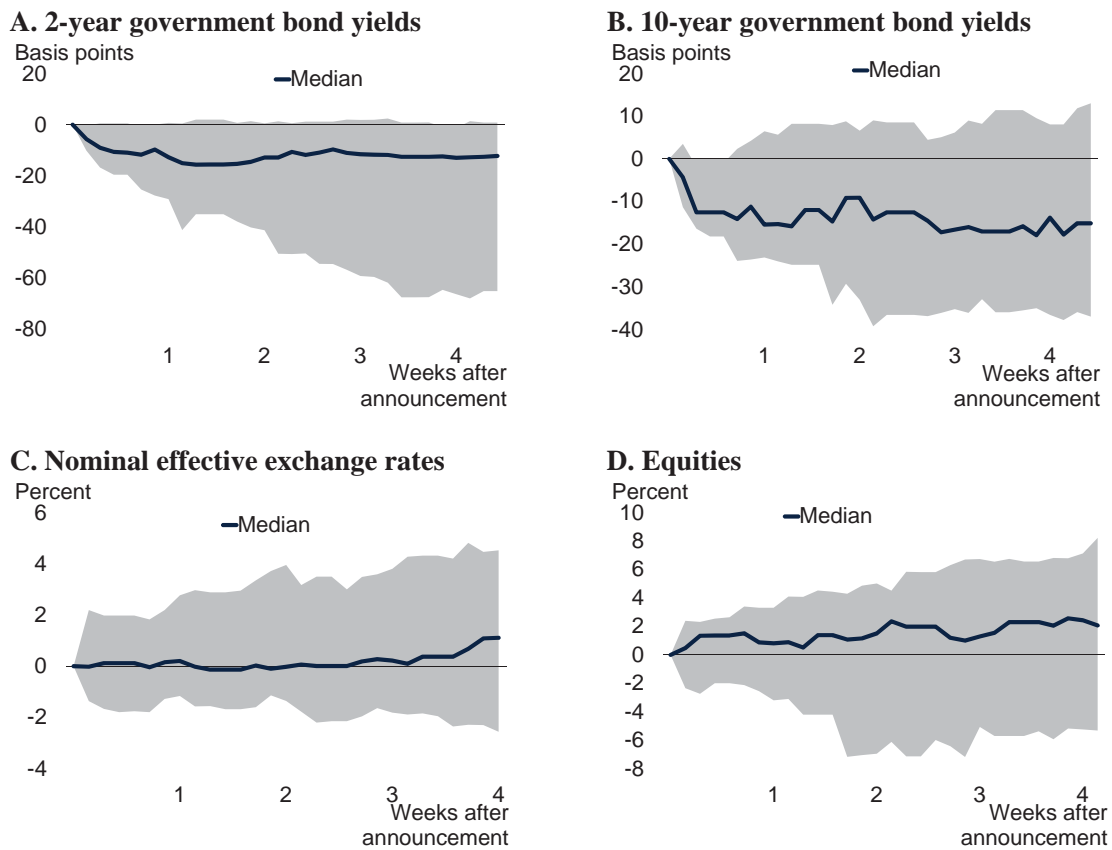 A. 2-year government bond yields
Basis points
20
0
-20
-40
-60
-80
Median
1
2
3
4
Weeks after
announcement
B. 10-year government bond yields
Basis points
20
10
0
-10
-20
-30
-40
Median
1
2
3
4
Weeks after
announcement
C. Nominal effective exchange rates
Percent
6
4
2
0
-2
-4
Median
1
2
3
4
Weeks after
announcement
D. Equities
Percent
10
8
6
4
2
0
-2
-4
-6
-8
Median
1
2
3
4
Weeks after
announcement